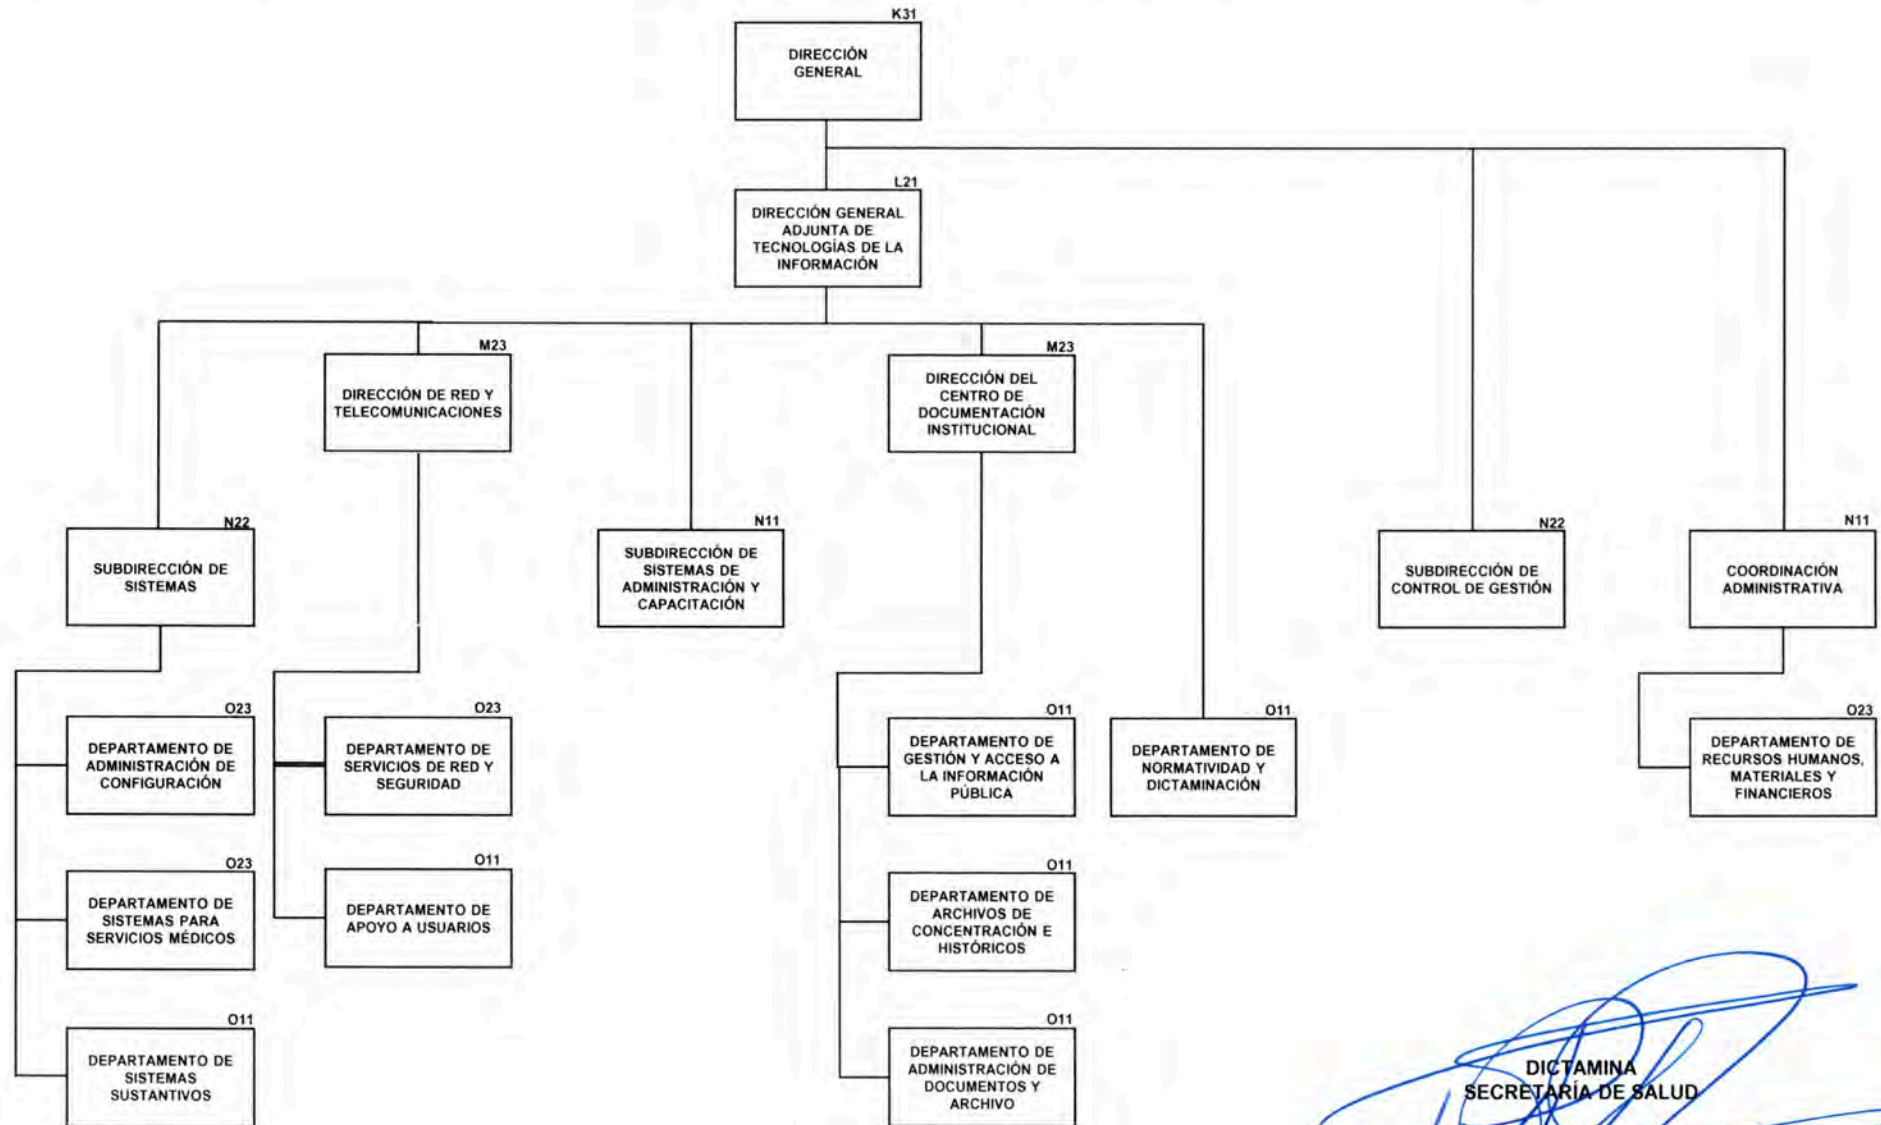 K31
DIRECCIÓN
GENERAL
L21
DIRECCIÓN GENERAL
ADJUNTA DE
TECNOLOGÍAS DE LA
INFORMACIÓN
M23
DIRECCIÓN DE RED Y
TELECOMUNICACIONES
M23
DIRECCIÓN DEL
CENTRO DE
DOCUMENTACIÓN
INSTITUCIONAL
N22
SUBDIRECCIÓN DE
SISTEMAS
N11
SUBDIRECCIÓN DE
SISTEMAS DE
ADMINISTRACIÓN Y
CAPACITACIÓN
N22
SUBDIRECCIÓN DE
CONTROL DE GESTIÓN
N11
COORDINACIÓN
ADMINISTRATIVA
O23
DEPARTAMENTO DE
ADMINISTRACIÓN DE
CONFIGURACIÓN
O23
DEPARTAMENTO DE
SERVICIOS DE RED Y
SEGURIDAD
O11
DEPARTAMENTO DE
GESTIÓN Y ACCESO A
LA INFORMACIÓN
PÚBLICA
O11
DEPARTAMENTO DE
NORMATIVIDAD Y
DICTAMINACIÓN
O23
DEPARTAMENTO DE
RECURSOS HUMANOS,
MATERIALES Y
FINANCIEROS
O23
DEPARTAMENTO DE
SISTEMAS PARA
SERVICIOS MÉDICOS
O11
DEPARTAMENTO DE
APOYO A USUARIOS
O11
DEPARTAMENTO DE
ARCHIVOS DE
CONCENTRACIÓN E
HISTÓRICOS
O11
DEPARTAMENTO DE
SISTEMAS
SUSTANTIVOS
O11
DEPARTAMENTO DE
ADMINISTRACIÓN DE
DOCUMENTOS Y
ARCHIVO
DICTAMINA
SECRETARÍA DE SALUD